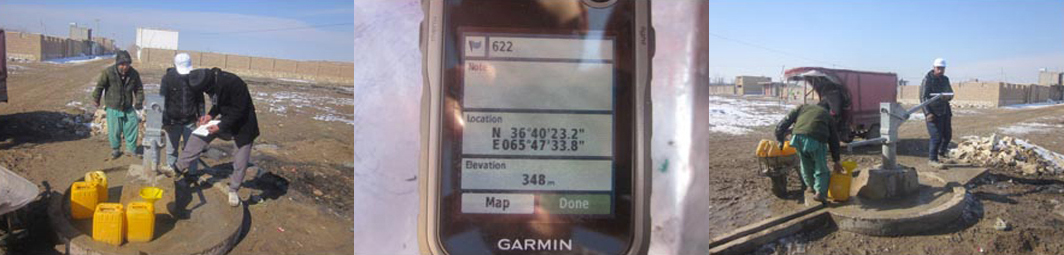 622
Note
Location
N 36°40'23.2"
E 065°47'33.8"
Elevation
348 m
Map Done
GARMIN